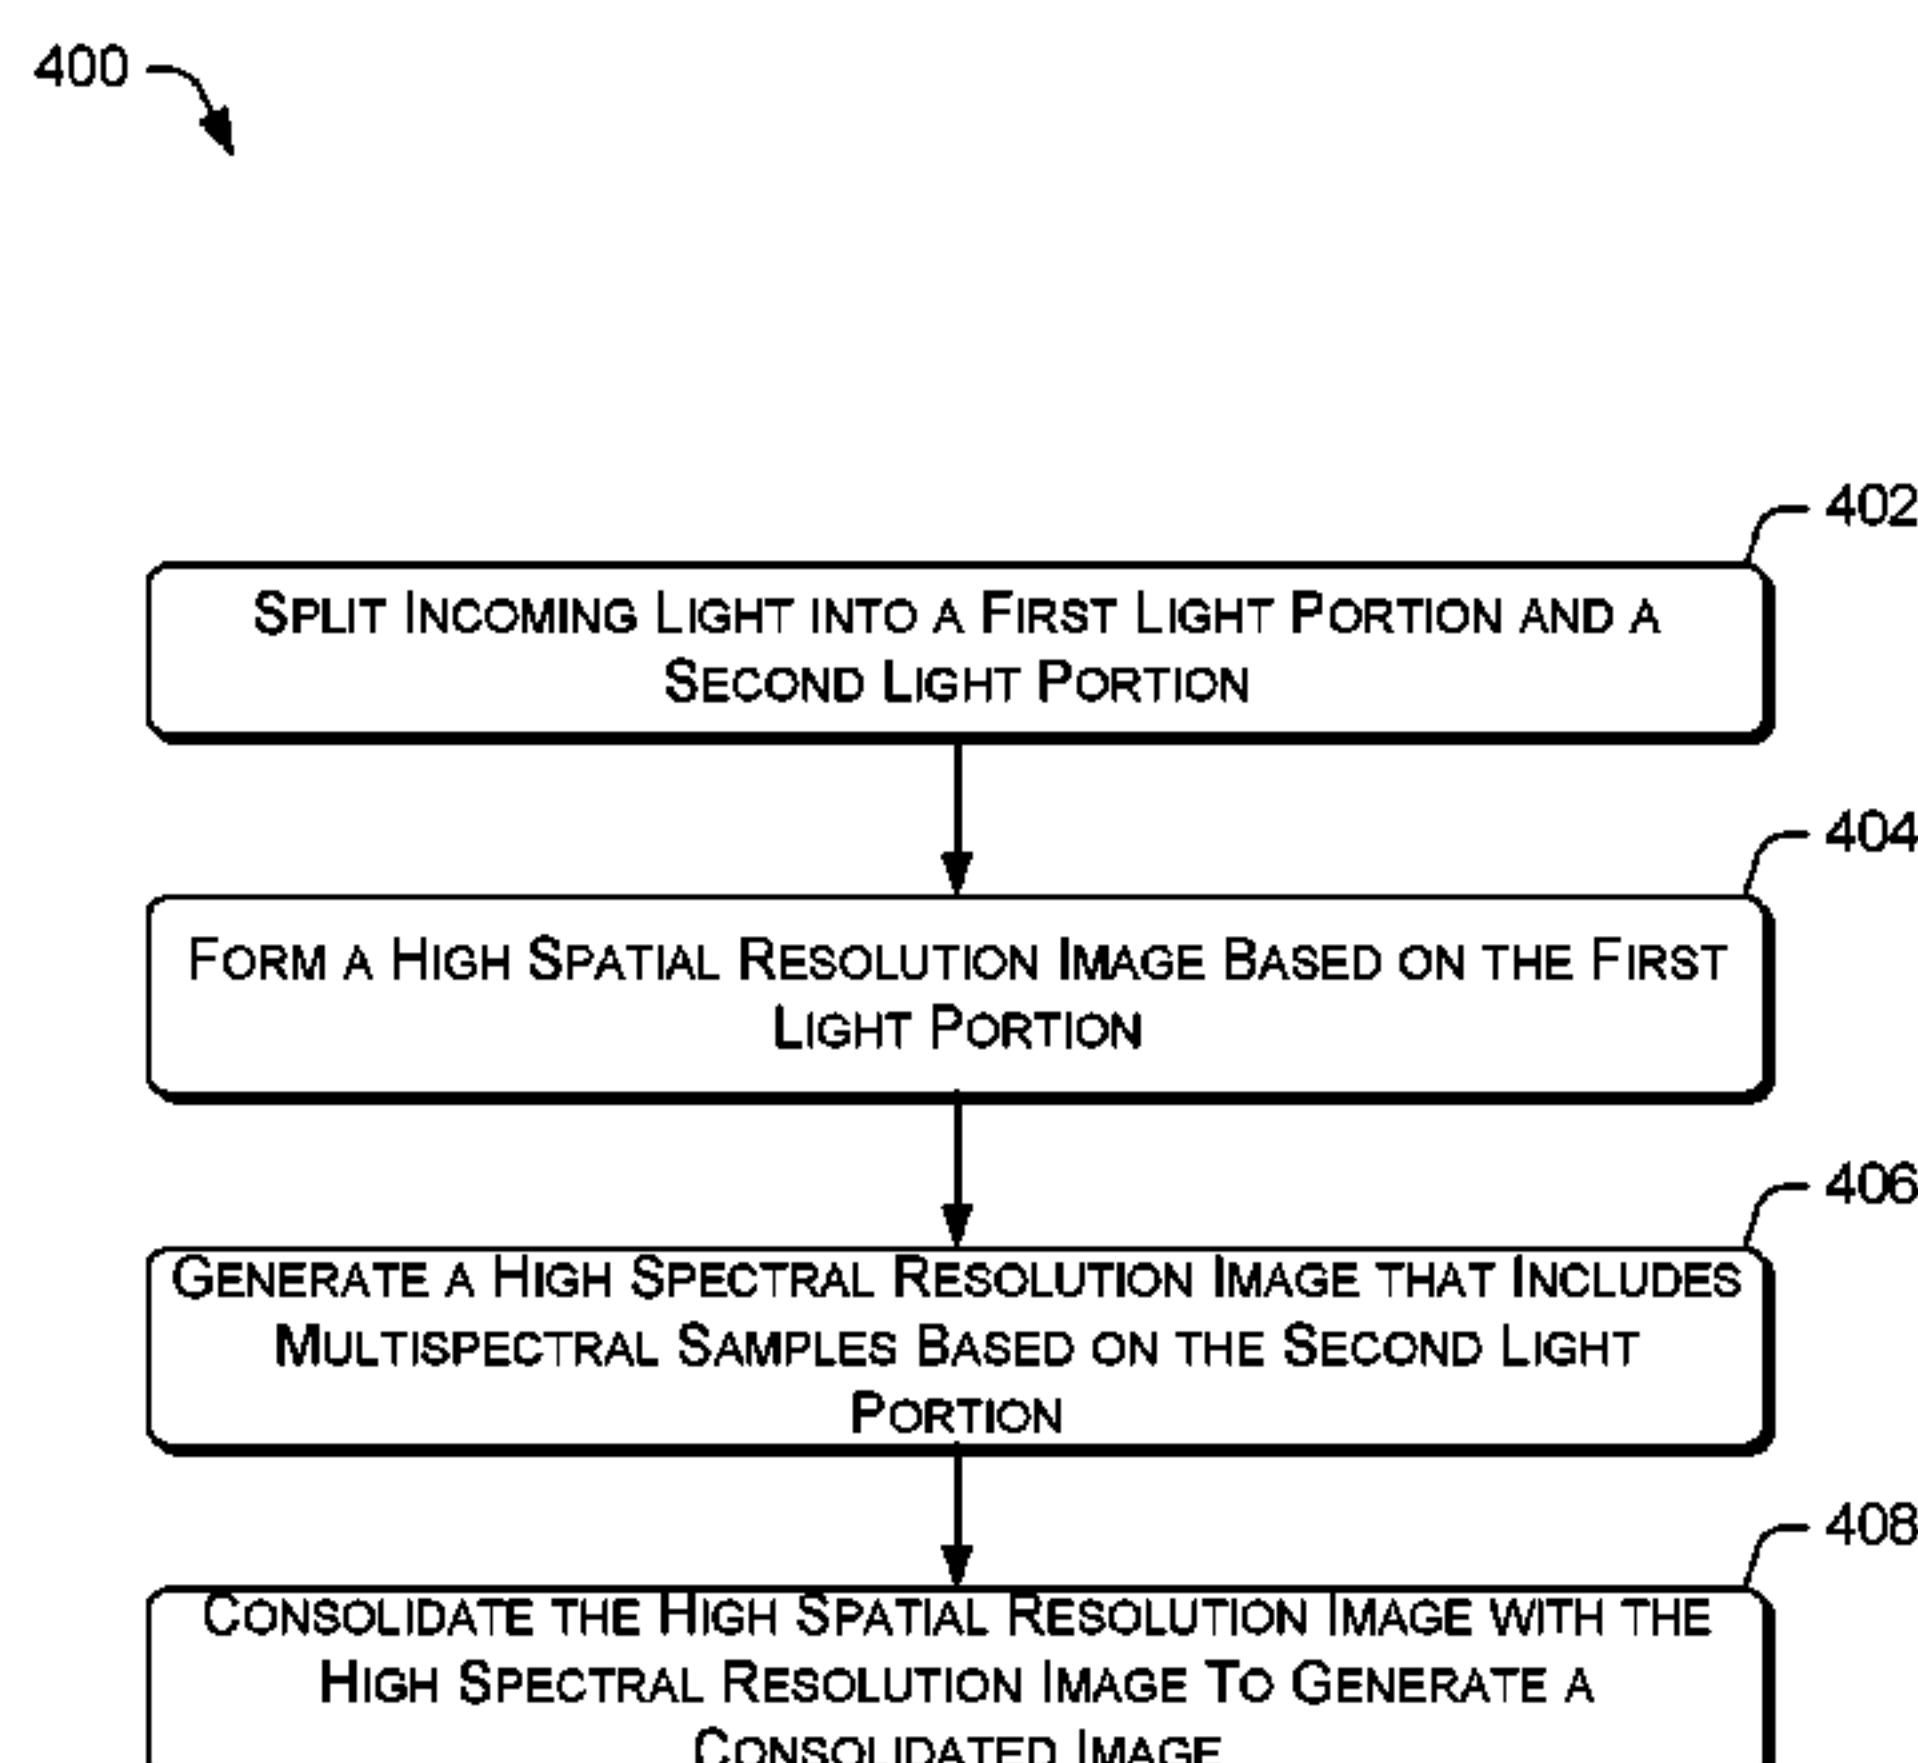 400
402
SPLIT INCOMING LIGHT INTO A FIRST LIGHT PORTION AND A
SECOND LIGHT PORTION
404
FORM A HIGH SPATIAL RESOLUTION IMAGE BASED ON THE FIRST
LIGHT PORTION
406
GENERATE A HIGH SPECTRAL RESOLUTION IMAGE THAT INCLUDES
MULTISPECTRAL SAMPLES BASED ON THE SECOND LIGHT
PORTION
408
CONSOLIDATE THE HIGH SPATIAL RESOLUTION IMAGE WITH THE
HIGH SPECTRAL RESOLUTION IMAGE TO GENERATE A
CONSOLIDATED IMAGE